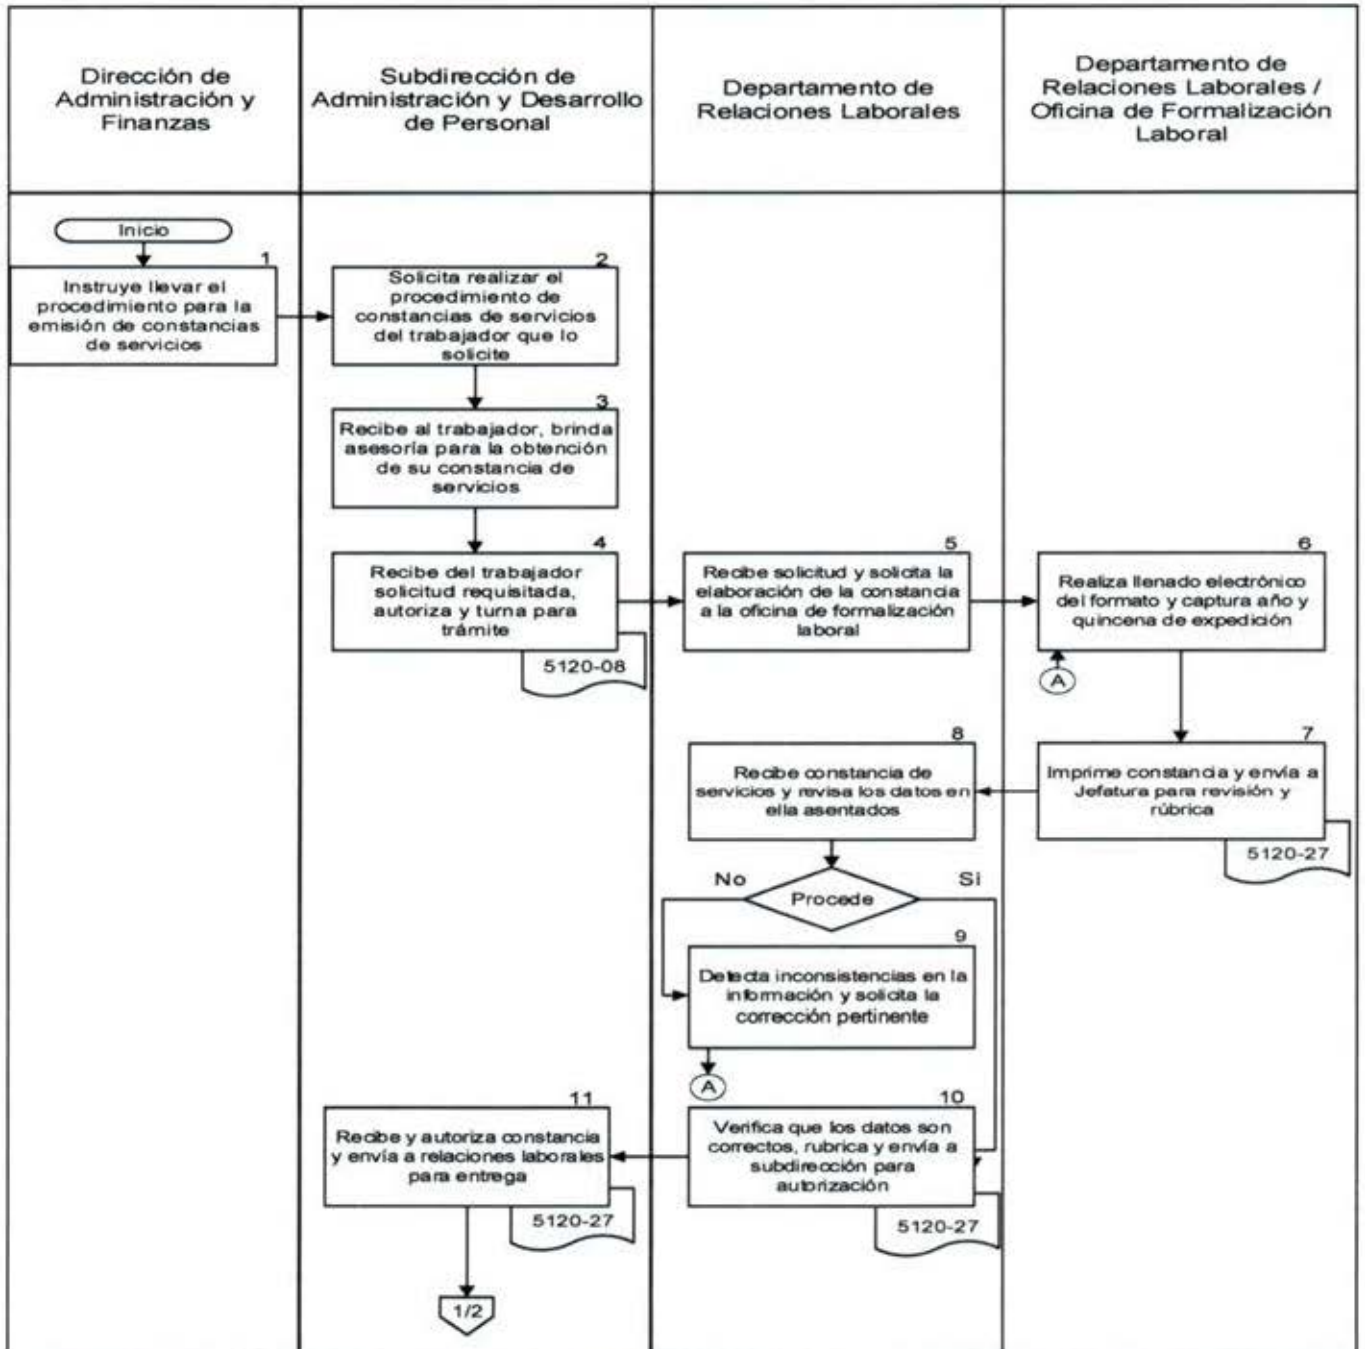 Dirección de
Administración y
Finanzas
Subdirección de
Administración y Desarrollo
de Personal
Departamento de
Relaciones Laborales
Departamento de
Relaciones Laborales /
Oficina de Formalización
Laboral
Inicio
1
Instruye llevar el
procedimiento para la
emisión de constancias
de servicios
2
Solicita realizar el
procedimiento de
constancias de servicios
del trabajador que lo
solicite
3
Recibe al trabajador, brinda
asesoría para la obtención
de su constancia de
servicios
4
Recibe del trabajador
solicitud requisitada,
autoriza y turna para
trámite
5120-08
5
Recibe solicitud y solicita la
elaboración de la constancia
a la oficina de formalización
laboral
6
Realiza llenado electrónico
del formato y captura año y
quincena de expedición
A
7
Imprime constancia y envía a
Jefatura para revisión y
rúbrica
5120-27
8
Recibe constancia de
servicios y revisa los datos en
ella asentados
No
Procede
Si
9
Detecta inconsistencias en la
información y solicita la
corrección pertinente
A
10
Verifica que los datos son
correctos, rubrica y envía a
subdirección para
autorización
5120-27
11
Recibe y autoriza constancia
y envía a relaciones laborales
para entrega
5120-27
1/2